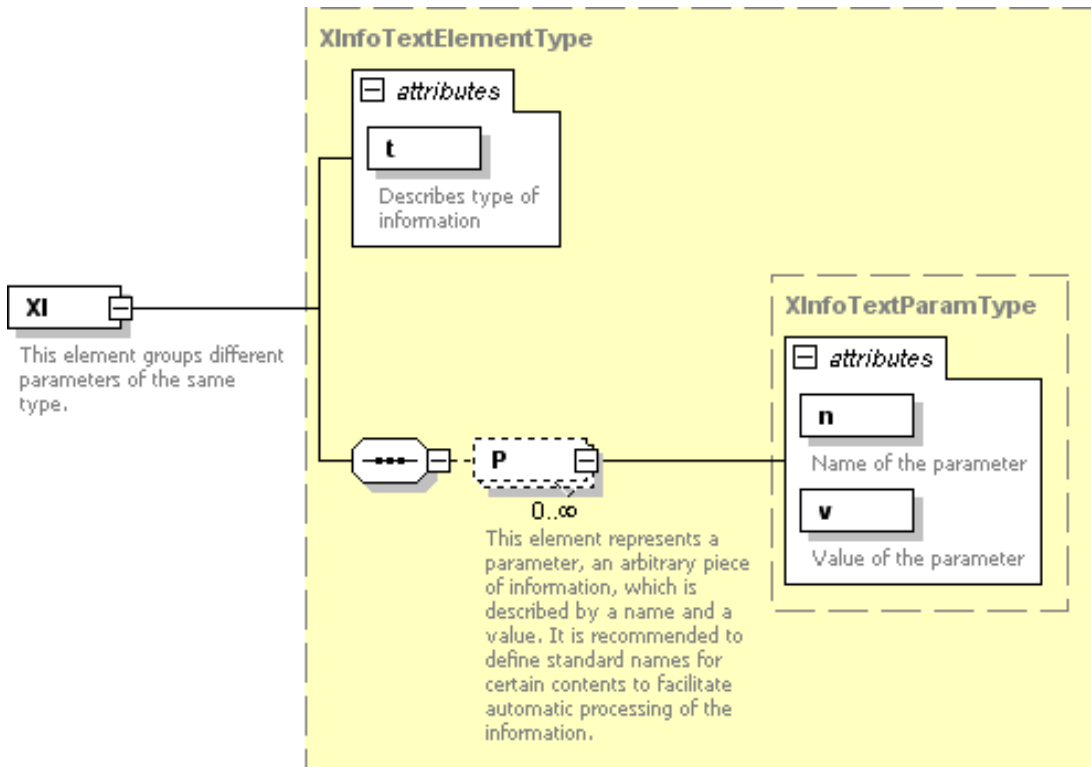 XInfoTextElementType
attributes
t
Describes type of
information
XI
This element groups different
parameters of the same
type.
XInfoTextParamType
attributes
n
Name of the parameter
v
Value of the parameter
P
0..∞
This element represents a
parameter, an arbitrary piece
of information, which is
described by a name and a
value. It is recommended to
define standard names for
certain contents to facilitate
automatic processing of the
information.